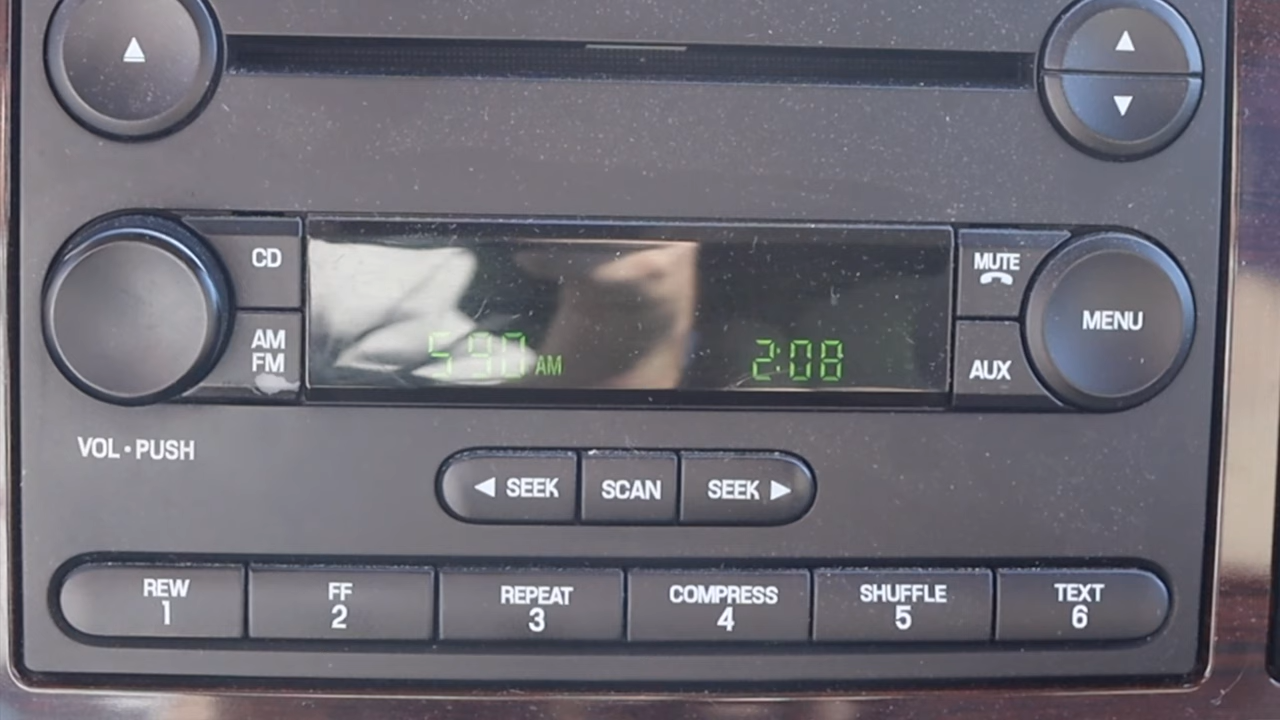 CD
MUTE
AM
FM
590 AM
2:08
AUX
MENU
VOL • PUSH
◀ SEEK
SCAN
SEEK ▶
REW
1
FF
2
REPEAT
3
COMPRESS
4
SHUFFLE
5
TEXT
6